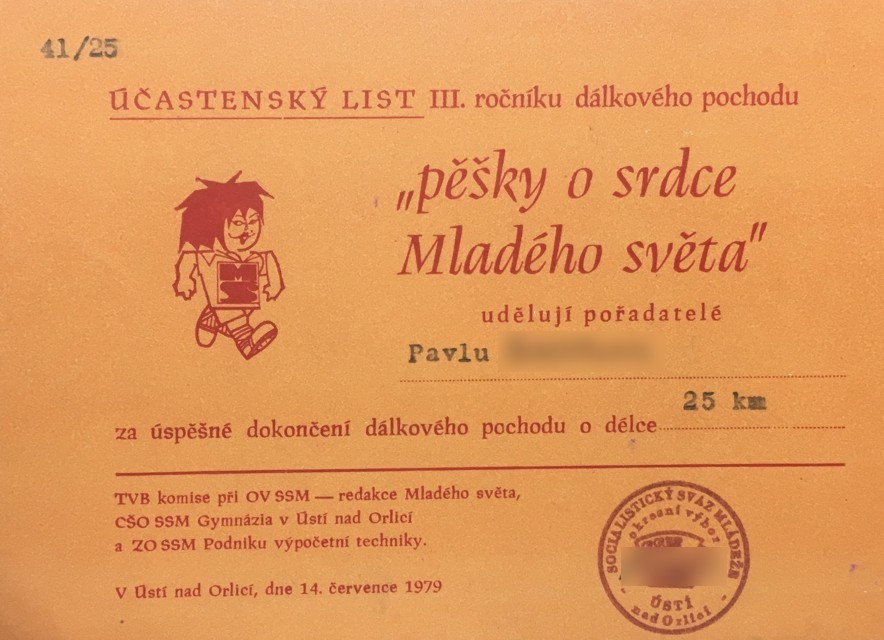 41/25
ÚČASTENSKÝ LIST III. ročníku dálkového pochodu
„pěšky o srdce
Mladého světa"
udělují pořadatelé
Pavlu
25 km
za úspěšné dokončení dálkového pochodu o délce
TVB komise při OV SSM — redakce Mladého světa,
CŠO SSM Gymnázia v Ústí nad Orlicí
a ZO SSM Podniku výpočetní techniky.
V Ústí nad Orlicí, dne 14. července 1979
M
S
SOCIALISTICKÝ SVAZ MLÁDEŽE
okresní výbor
ÚSTÍ
nad Orlicí